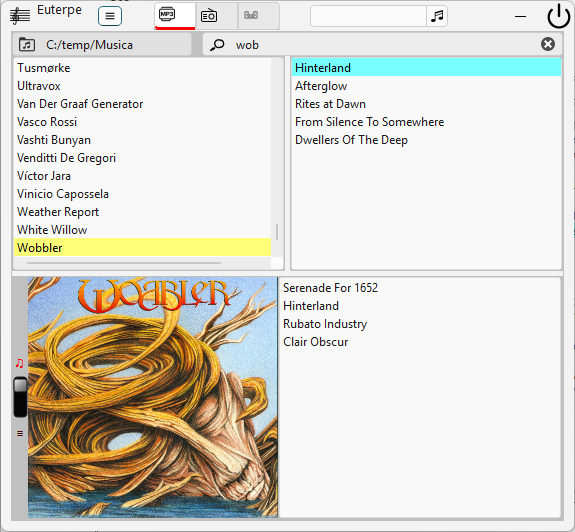 Euterpe
MP3
C:/temp/Musica
wob
Tusmørke
Ultravox
Van Der Graaf Generator
Vasco Rossi
Vashti Bunyan
Venditti De Gregori
Víctor Jara
Vinicio Capossela
Weather Report
White Willow
Wobbler
Hinterland
Afterglow
Rites at Dawn
From Silence To Somewhere
Dwellers Of The Deep
WOBBLER
Serenade For 1652
Hinterland
Rubato Industry
Clair Obscur